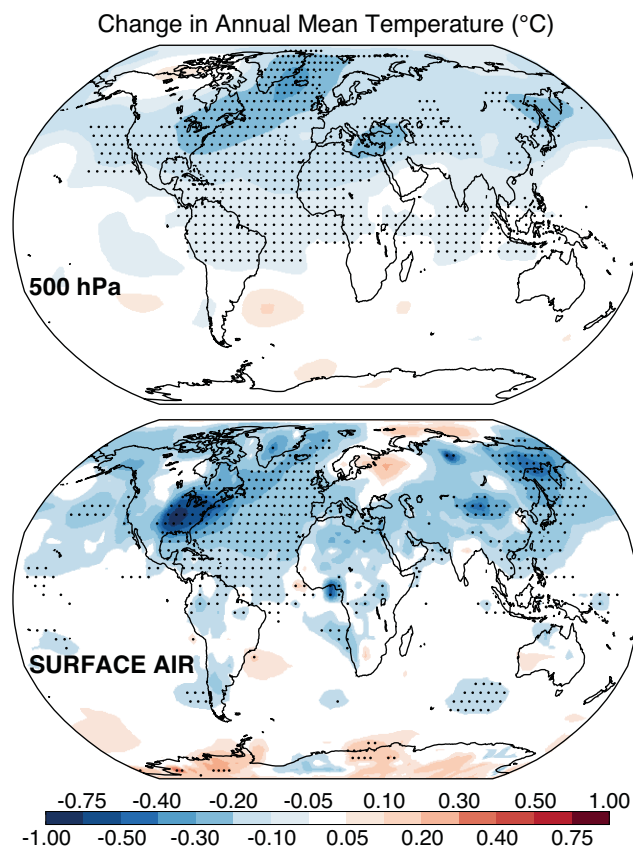 Change in Annual Mean Temperature (°C)
500 hPa
SURFACE AIR
-0.75 -0.40 -0.20 -0.05 0.10 0.30 0.50 1.00
-1.00 -0.50 -0.30 -0.10 0.05 0.20 0.40 0.75